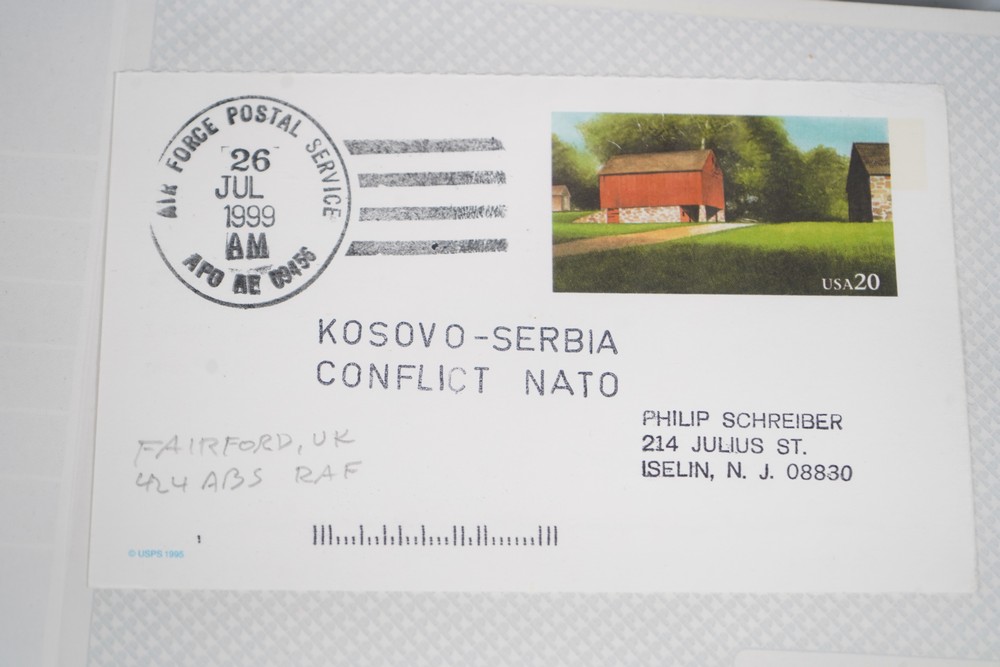 AIR FORCE POSTAL SERVICE
26
JUL
1999
AM
APO AE 09456
USA20
KOSOVO-SERBIA
CONFLICT NATO
PHILIP SCHREIBER
214 JULIUS ST.
ISELIN, N. J. 08830
FAIRFORD, UK
424 ABS RAF
© USPS 1995